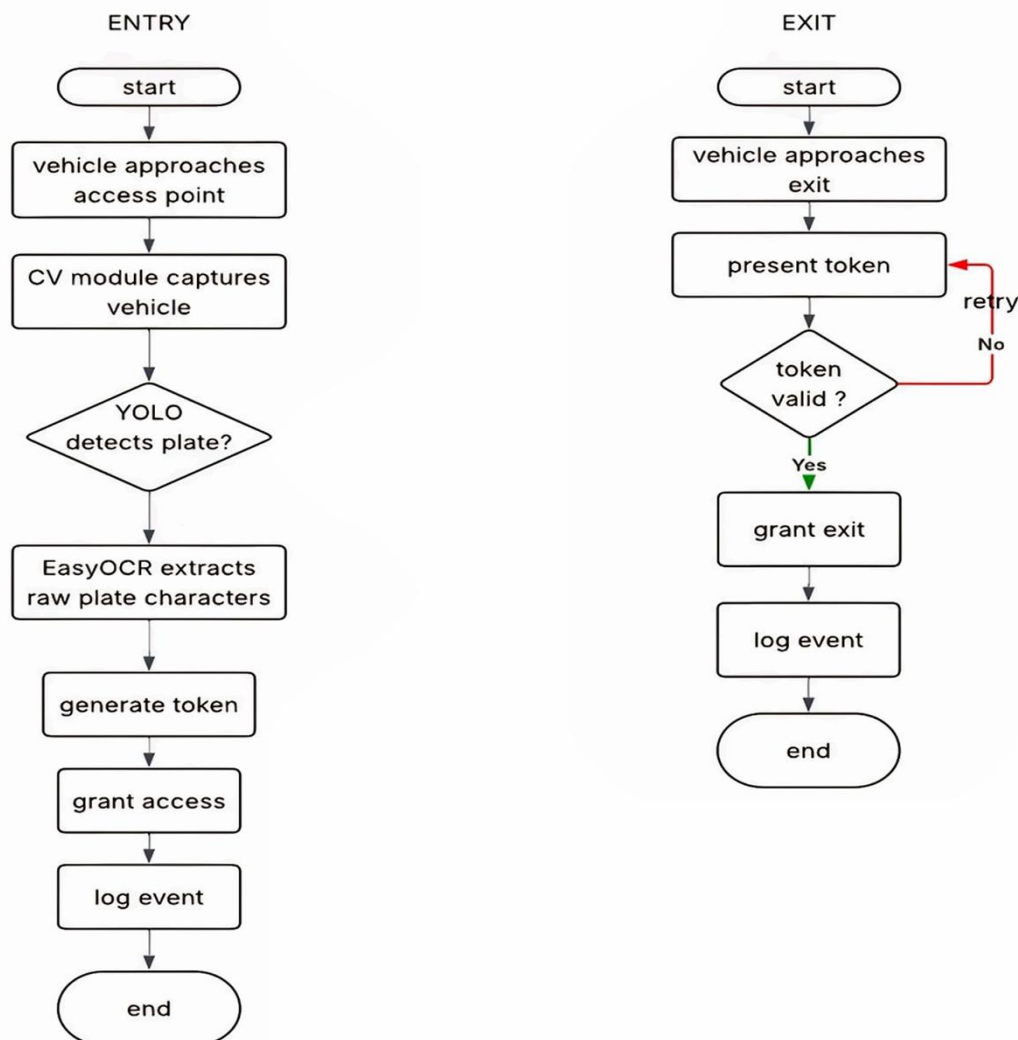 ENTRY
start
vehicle approaches
access point
CV module captures
vehicle
YOLO
detects plate?
EasyOCR extracts
raw plate characters
generate token
grant access
log event
end
EXIT
start
vehicle approaches
exit
present token
retry
No
token
valid ?
Yes
grant exit
log event
end